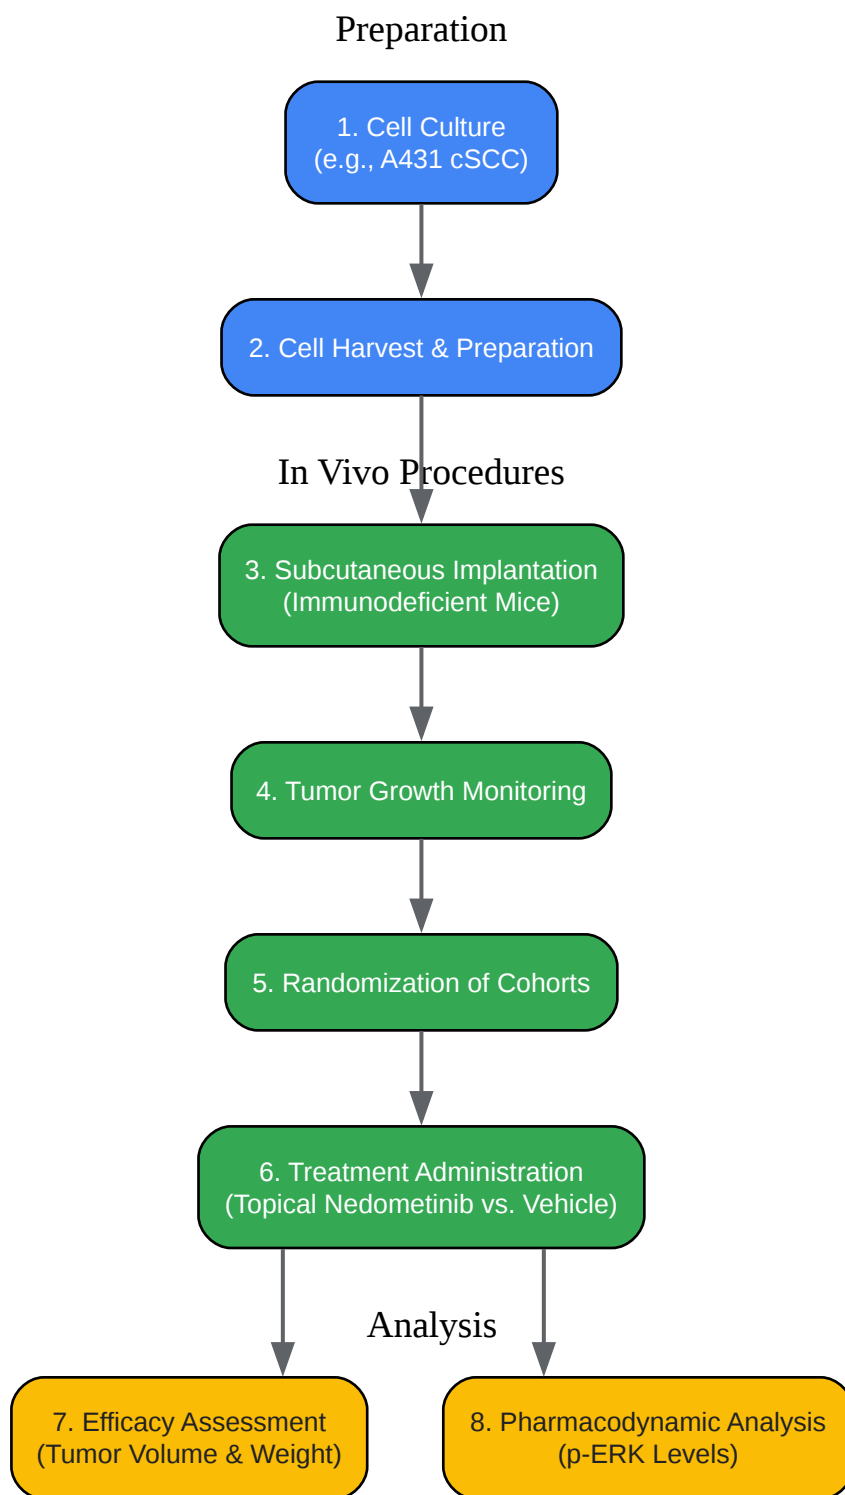 Preparation
1. Cell Culture
(e.g., A431 cSCC)
2. Cell Harvest & Preparation
In Vivo Procedures
3. Subcutaneous Implantation
(Immunodeficient Mice)
4. Tumor Growth Monitoring
5. Randomization of Cohorts
6. Treatment Administration
(Topical Nedometinib vs. Vehicle)
Analysis
7. Efficacy Assessment
(Tumor Volume & Weight)
8. Pharmacodynamic Analysis
(p-ERK Levels)